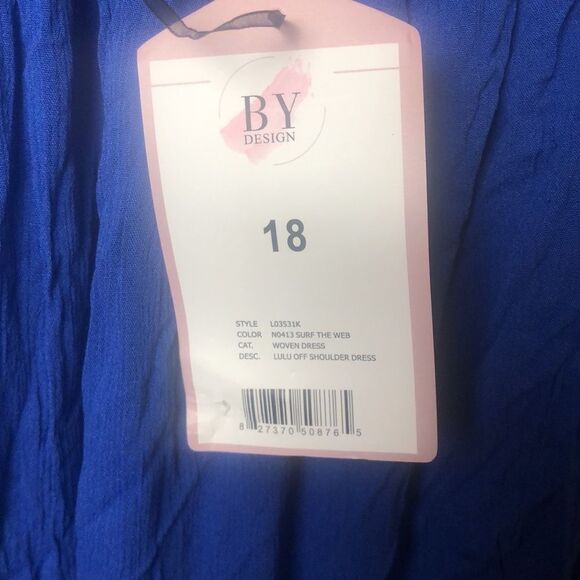 BY
DESIGN
18
STYLE L03531K
COLOR N0413 SURF THE WEB
CAT. WOVEN DRESS
DESC. LULU OFF SHOULDER DRESS
8 27370 50876 5